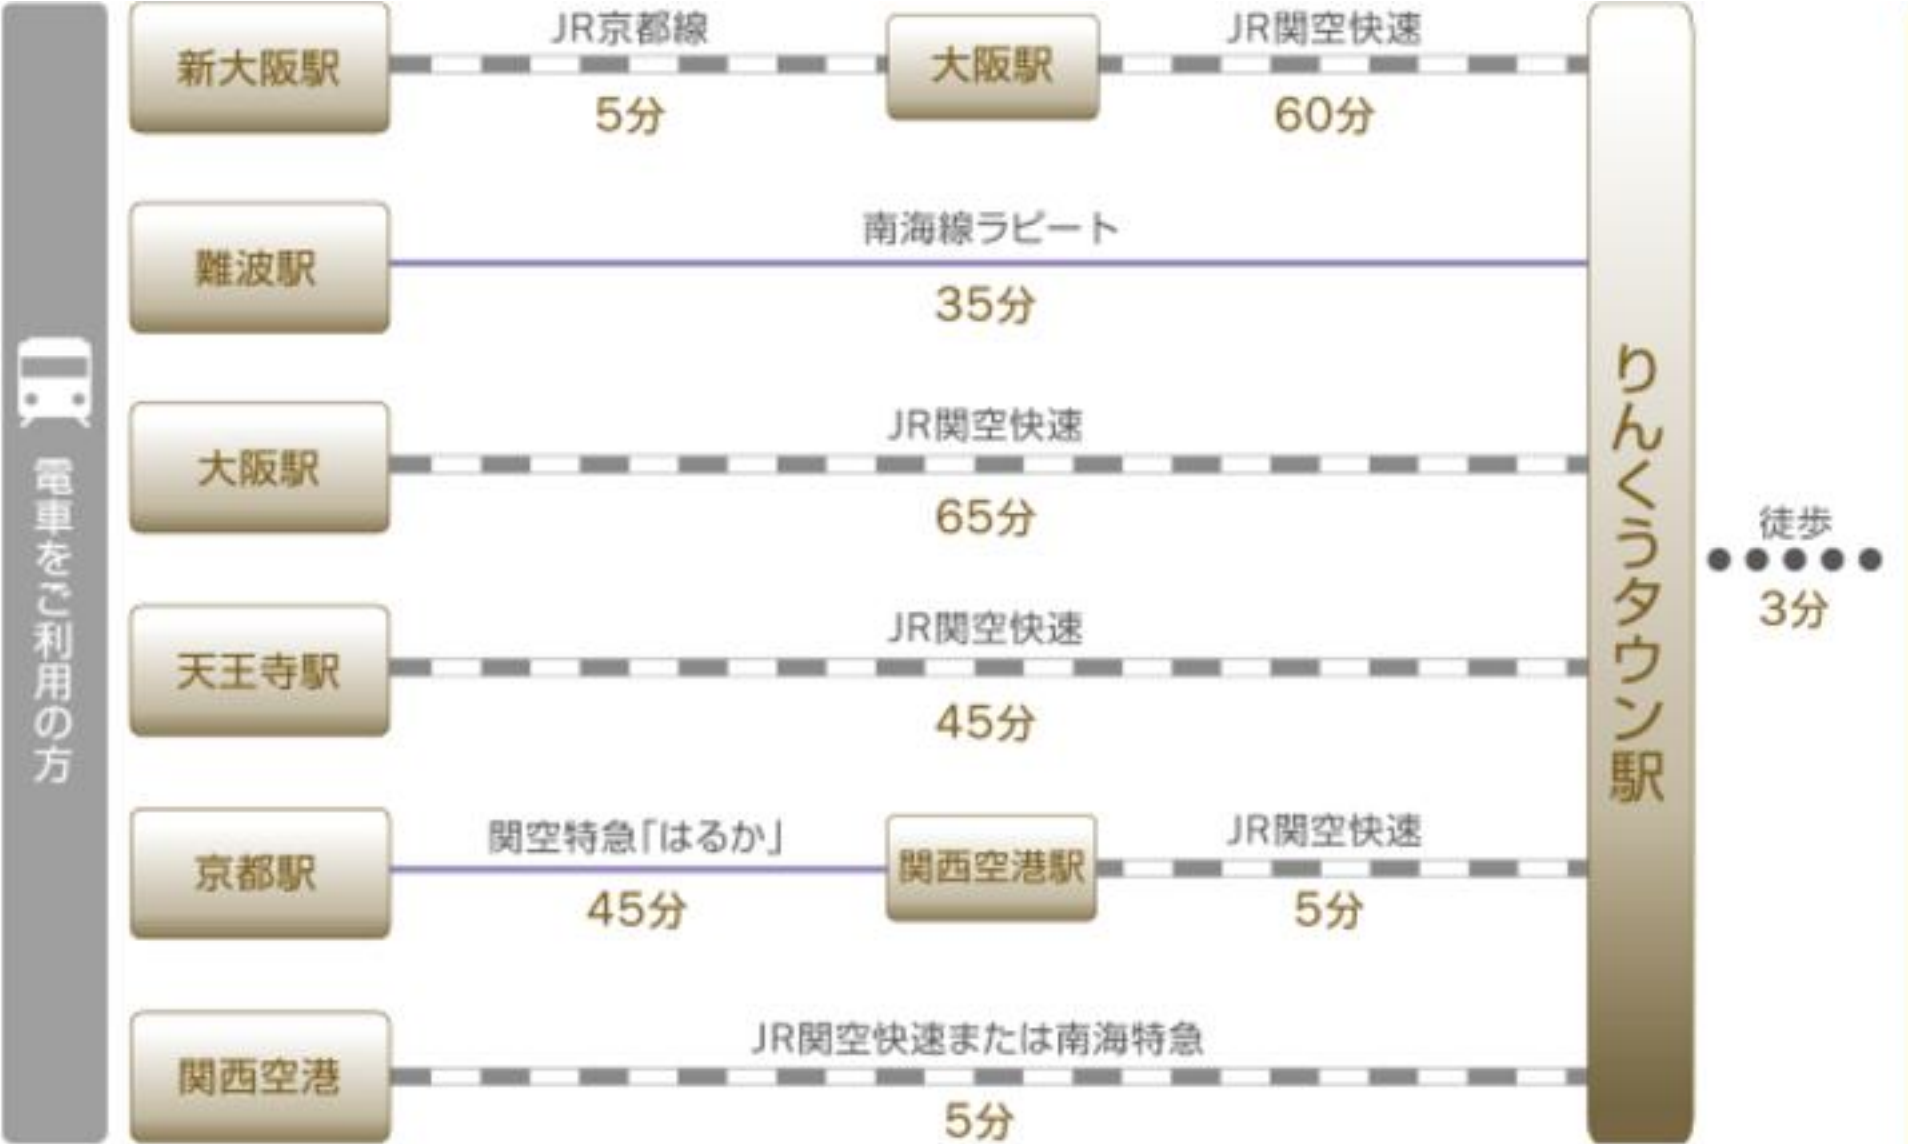 電車をご利用の方
新大阪駅
JR京都線
5分
大阪駅
JR関空快速
60分
難波駅
南海線ラピート
35分
大阪駅
JR関空快速
65分
天王寺駅
JR関空快速
45分
京都駅
関空特急「はるか」
45分
関西空港駅
JR関空快速
5分
関西空港
JR関空快速または南海特急
5分
りんくうタウン駅
徒歩
3分